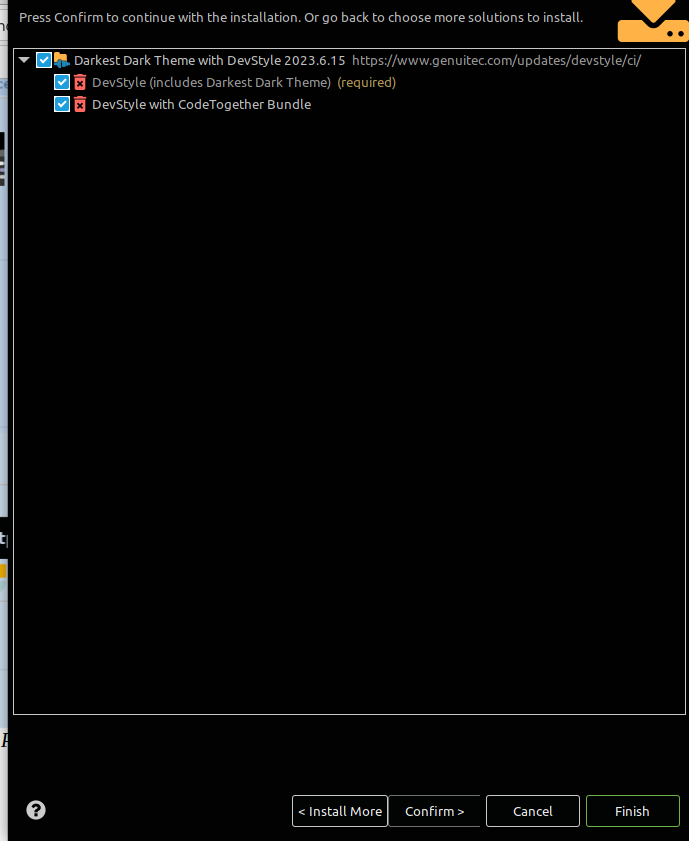 Press Confirm to continue with the installation. Or go back to choose more solutions to install.
Darkest Dark Theme with DevStyle 2023.6.15 https://www.genuitec.com/updates/devstyle/ci/
DevStyle (includes Darkest Dark Theme) (required)
DevStyle with CodeTogether Bundle
? < Install More Confirm > Cancel Finish